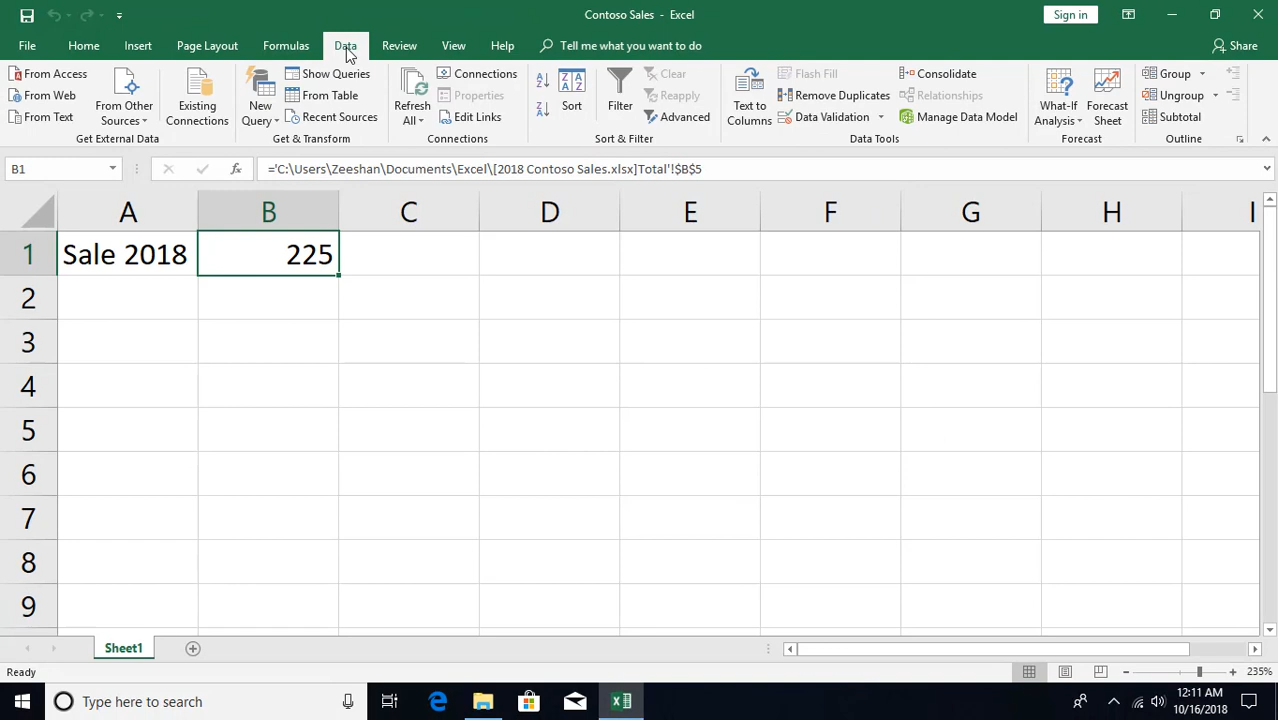 Contoso Sales - Excel
Sign in
File Home Insert Page Layout Formulas Data Review View Help Tell me what you want to do Share
From Access
From Web
From Text
From Other Sources
Existing Connections
Get External Data
New Query
Show Queries
From Table
Recent Sources
Get & Transform
Refresh All
Connections
Properties
Edit Links
Connections
Sort
Filter
Clear
Reapply
Advanced
Sort & Filter
Text to Columns
Flash Fill
Remove Duplicates
Data Validation
Consolidate
Relationships
Manage Data Model
Data Tools
What-If Analysis
Forecast Sheet
Forecast
Group
Ungroup
Subtotal
Outline
B1 fx ='C:\Users\Zeeshan\Documents\Excel\[2018 Contoso Sales.xlsx]Total'!$B$5
A B C D E F G H I
1 Sale 2018 225
2
3
4
5
6
7
8
9
Sheet1
Ready 235%
Type here to search
12:11 AM
10/16/2018